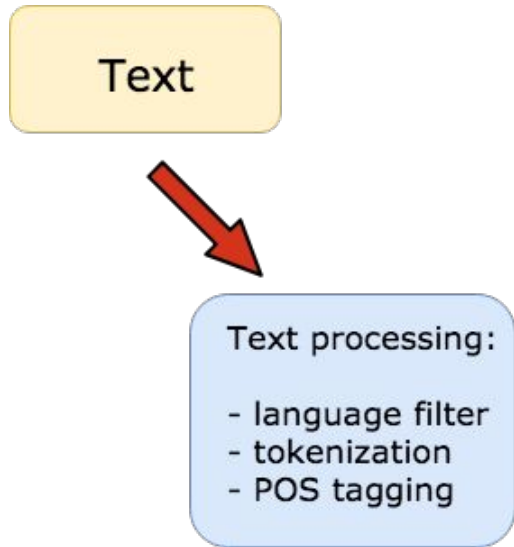 Text
Text processing:
- language filter
- tokenization
- POS tagging